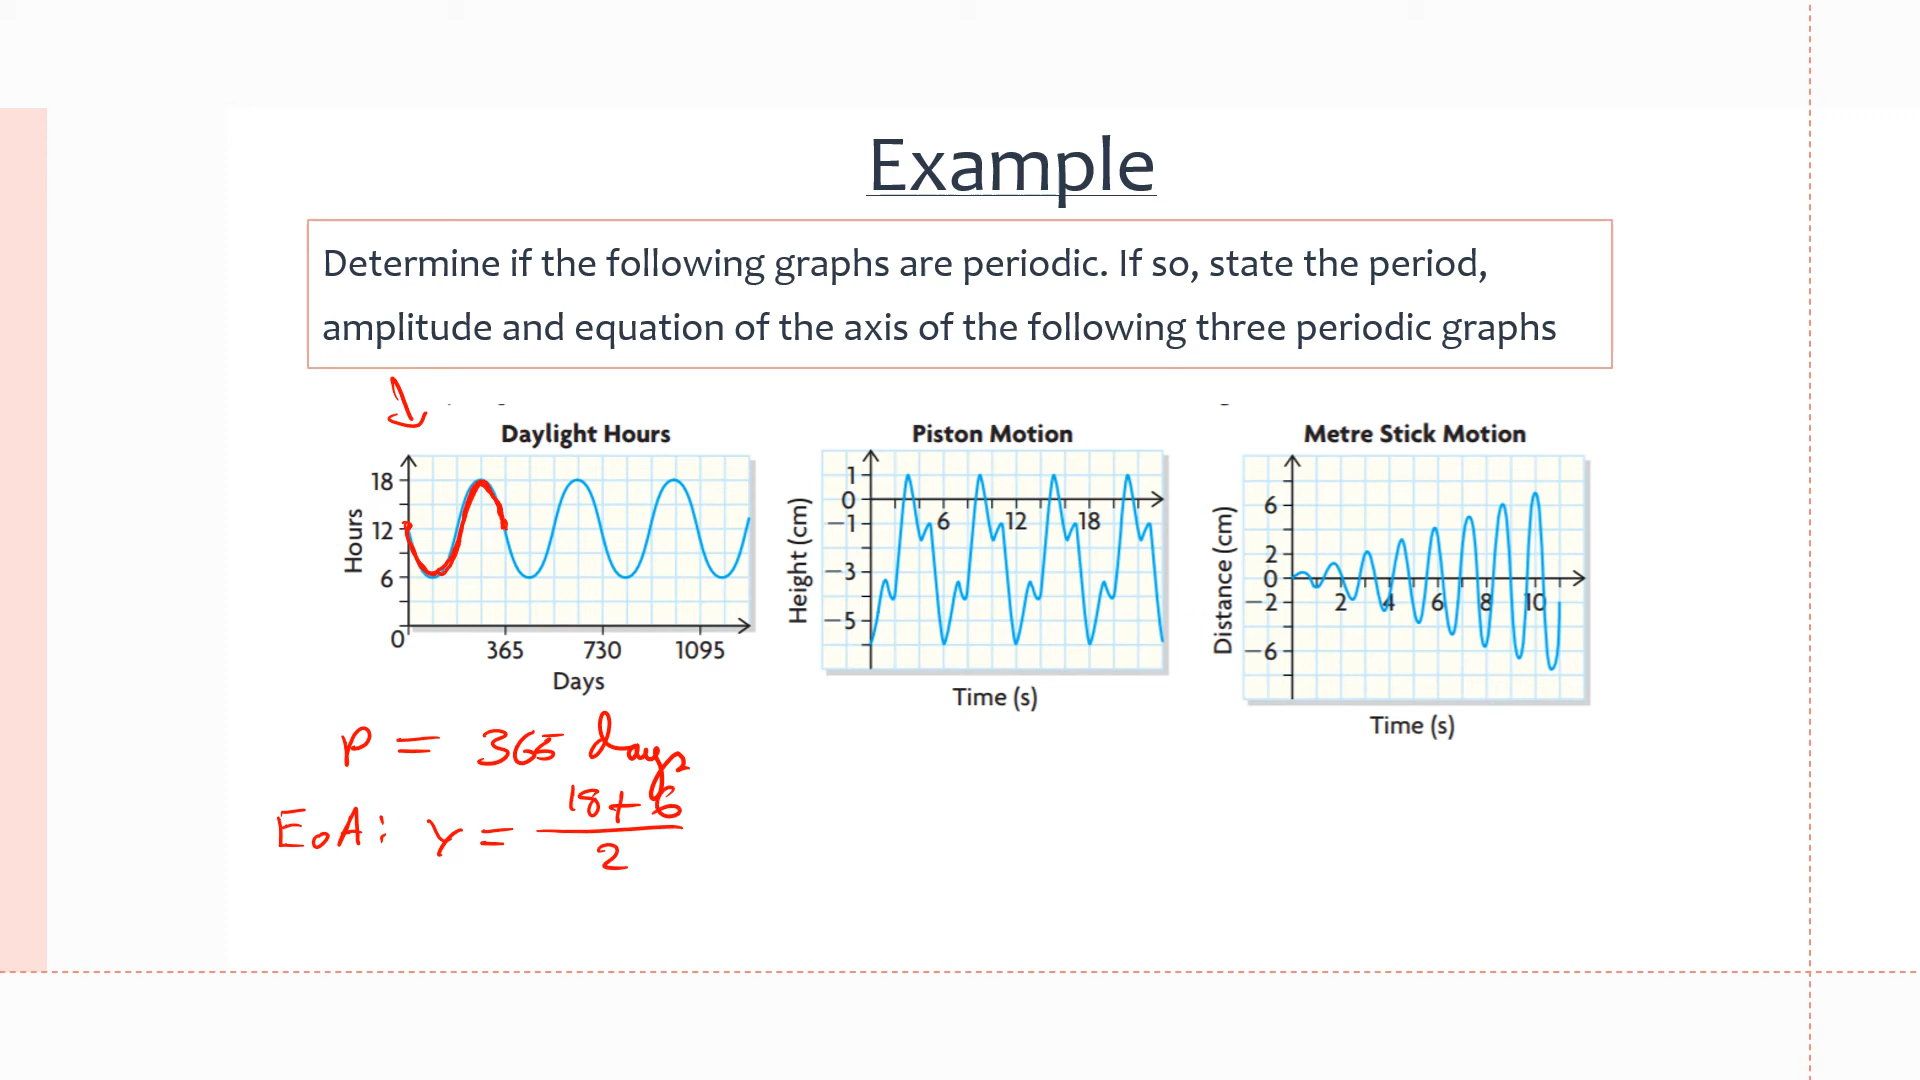 Example
Determine if the following graphs are periodic. If so, state the period,
amplitude and equation of the axis of the following three periodic graphs
Daylight Hours
Hours
18
12
6
0
365 730 1095
Days
Piston Motion
Height (cm)
1
0
−1
−3
−5
6 12 18
Time (s)
Metre Stick Motion
Distance (cm)
6
2
0
−2
−6
2 4 6 8 10
Time (s)
P = 365 days
EoA: y = 18+6
2